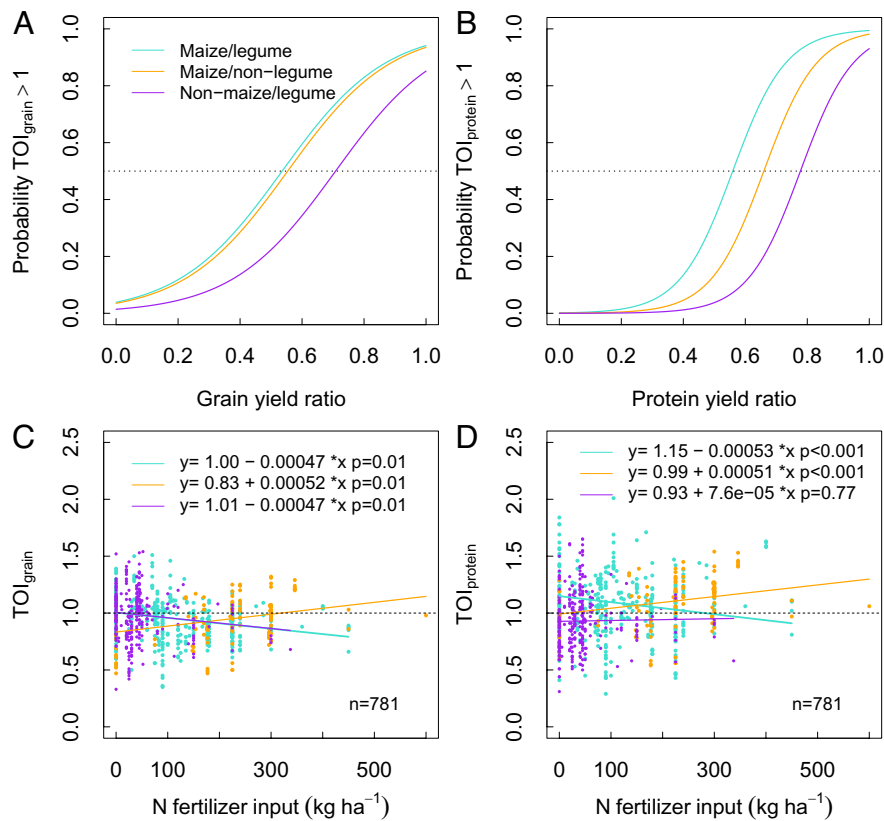 A
Probability TOIgrain > 1
1.0
0.8
0.6
0.4
0.2
0.0
Maize/legume
Maize/non−legume
Non−maize/legume
0.0 0.2 0.4 0.6 0.8 1.0
Grain yield ratio
B
Probability TOIprotein > 1
1.0
0.8
0.6
0.4
0.2
0.0
0.0 0.2 0.4 0.6 0.8 1.0
Protein yield ratio
C
TOIgrain
2.5
2.0
1.5
1.0
0.5
0.0
y= 1.00 − 0.00047 *x p=0.01
y= 0.83 + 0.00052 *x p=0.01
y= 1.01 − 0.00047 *x p=0.01
n=781
0 100 300 500
N fertilizer input (kg ha⁻¹)
D
TOIprotein
2.5
2.0
1.5
1.0
0.5
0.0
y= 1.15 − 0.00053 *x p<0.001
y= 0.99 + 0.00051 *x p<0.001
y= 0.93 + 7.6e−05 *x p=0.77
n=781
0 100 300 500
N fertilizer input (kg ha⁻¹)